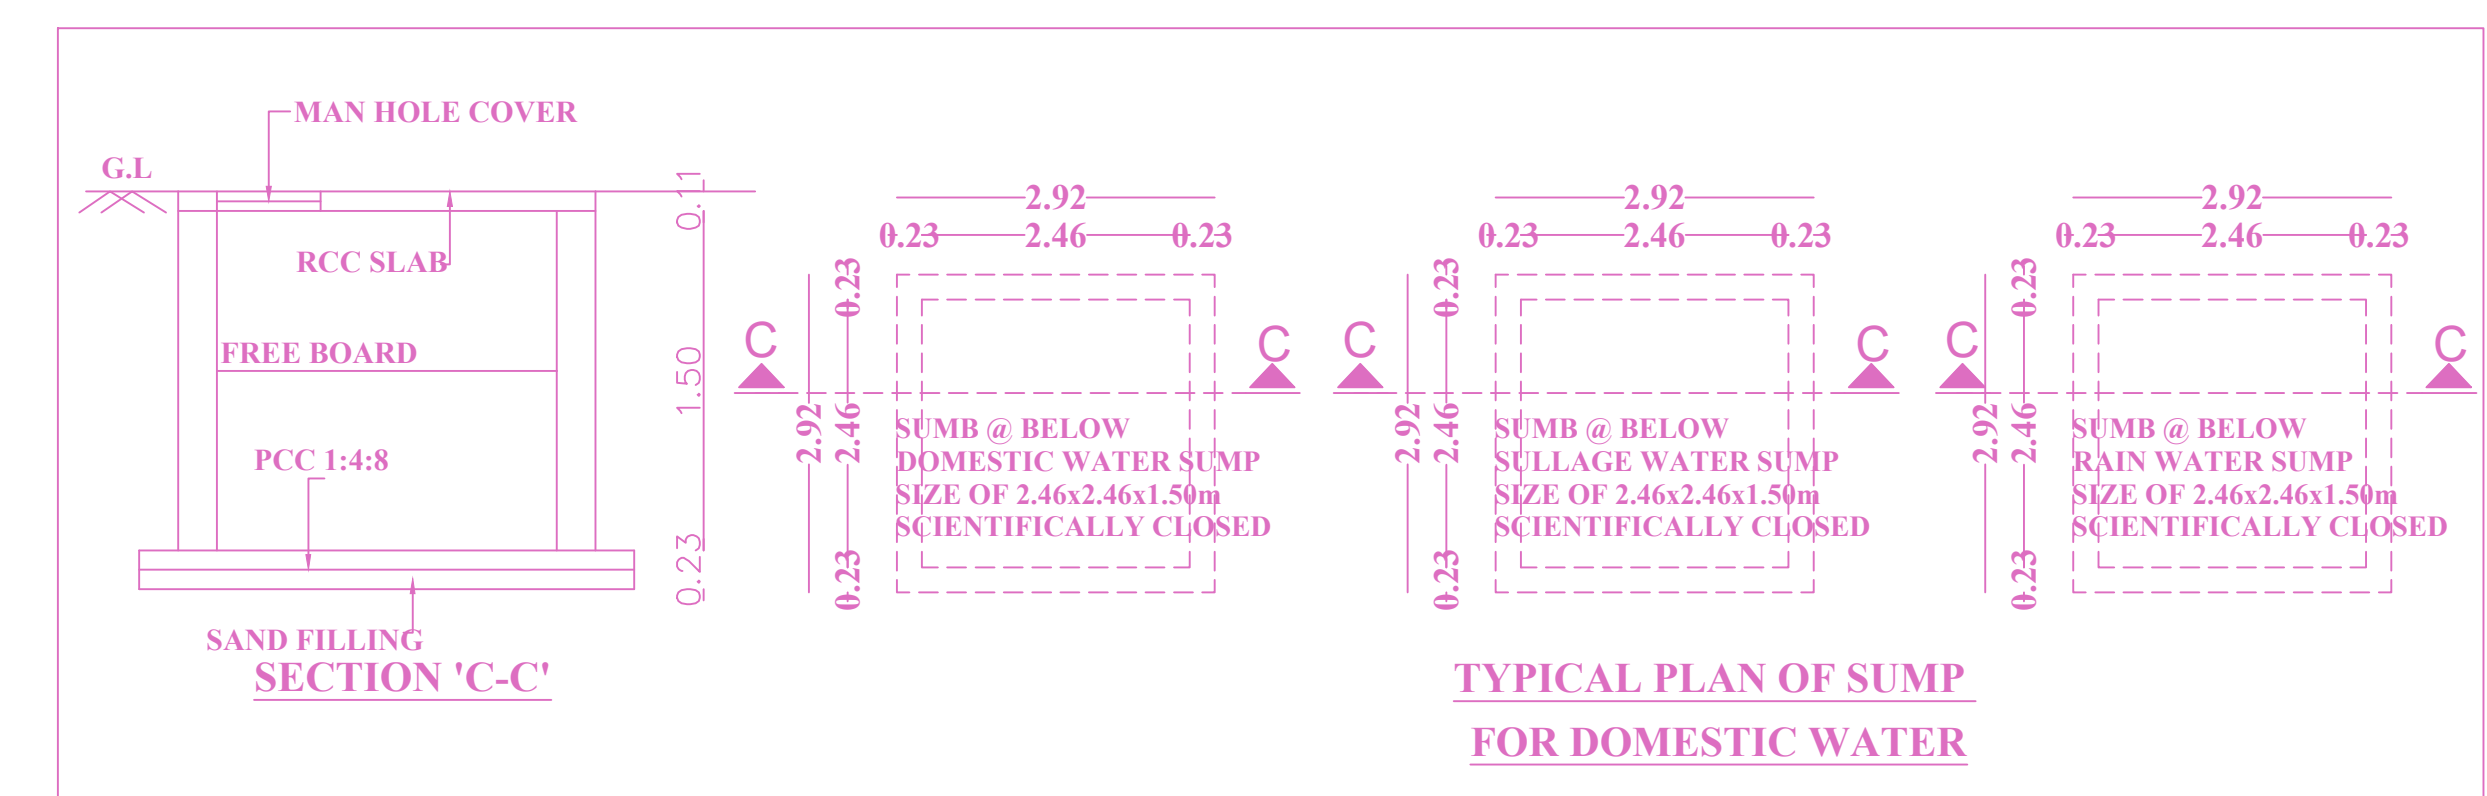 MAN HOLE COVER
G.L
RCC SLAB
FREE BOARD
PCC 1:4:8
SAND FILLING
SECTION 'C-C'
0.11
1.50
0.23
2.92
0.23 2.46 0.23
0.23
2.92
2.46
0.23
C C
SUMB @ BELOW
DOMESTIC WATER SUMP
SIZE OF 2.46x2.46x1.50m
SCIENTIFICALLY CLOSED
2.92
0.23 2.46 0.23
0.23
2.92
2.46
0.23
C C
SUMB @ BELOW
SULLAGE WATER SUMP
SIZE OF 2.46x2.46x1.50m
SCIENTIFICALLY CLOSED
2.92
0.23 2.46 0.23
0.23
2.92
2.46
0.23
C C
SUMB @ BELOW
RAIN WATER SUMP
SIZE OF 2.46x2.46x1.50m
SCIENTIFICALLY CLOSED
TYPICAL PLAN OF SUMP
FOR DOMESTIC WATER